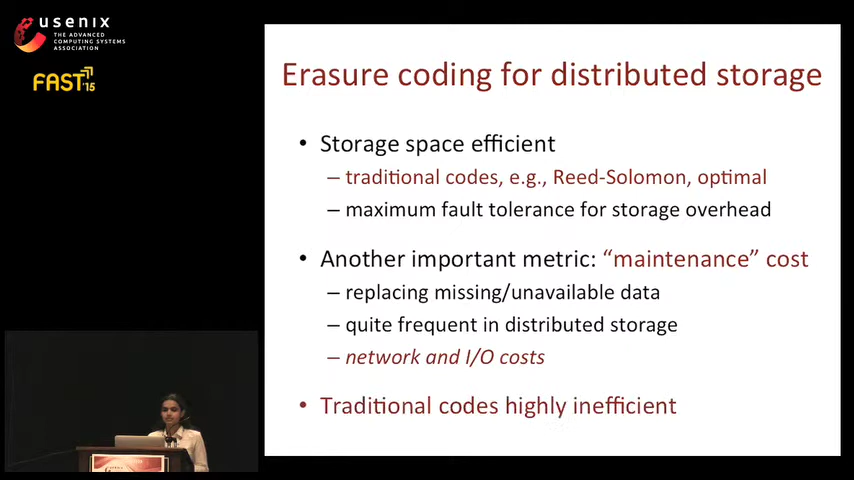 usenix
THE ADVANCED
COMPUTING SYSTEMS
ASSOCIATION
FAST '15
Erasure coding for distributed storage
• Storage space efficient
– traditional codes, e.g., Reed-Solomon, optimal
– maximum fault tolerance for storage overhead
• Another important metric: “maintenance” cost
– replacing missing/unavailable data
– quite frequent in distributed storage
– network and I/O costs
• Traditional codes highly inefficient